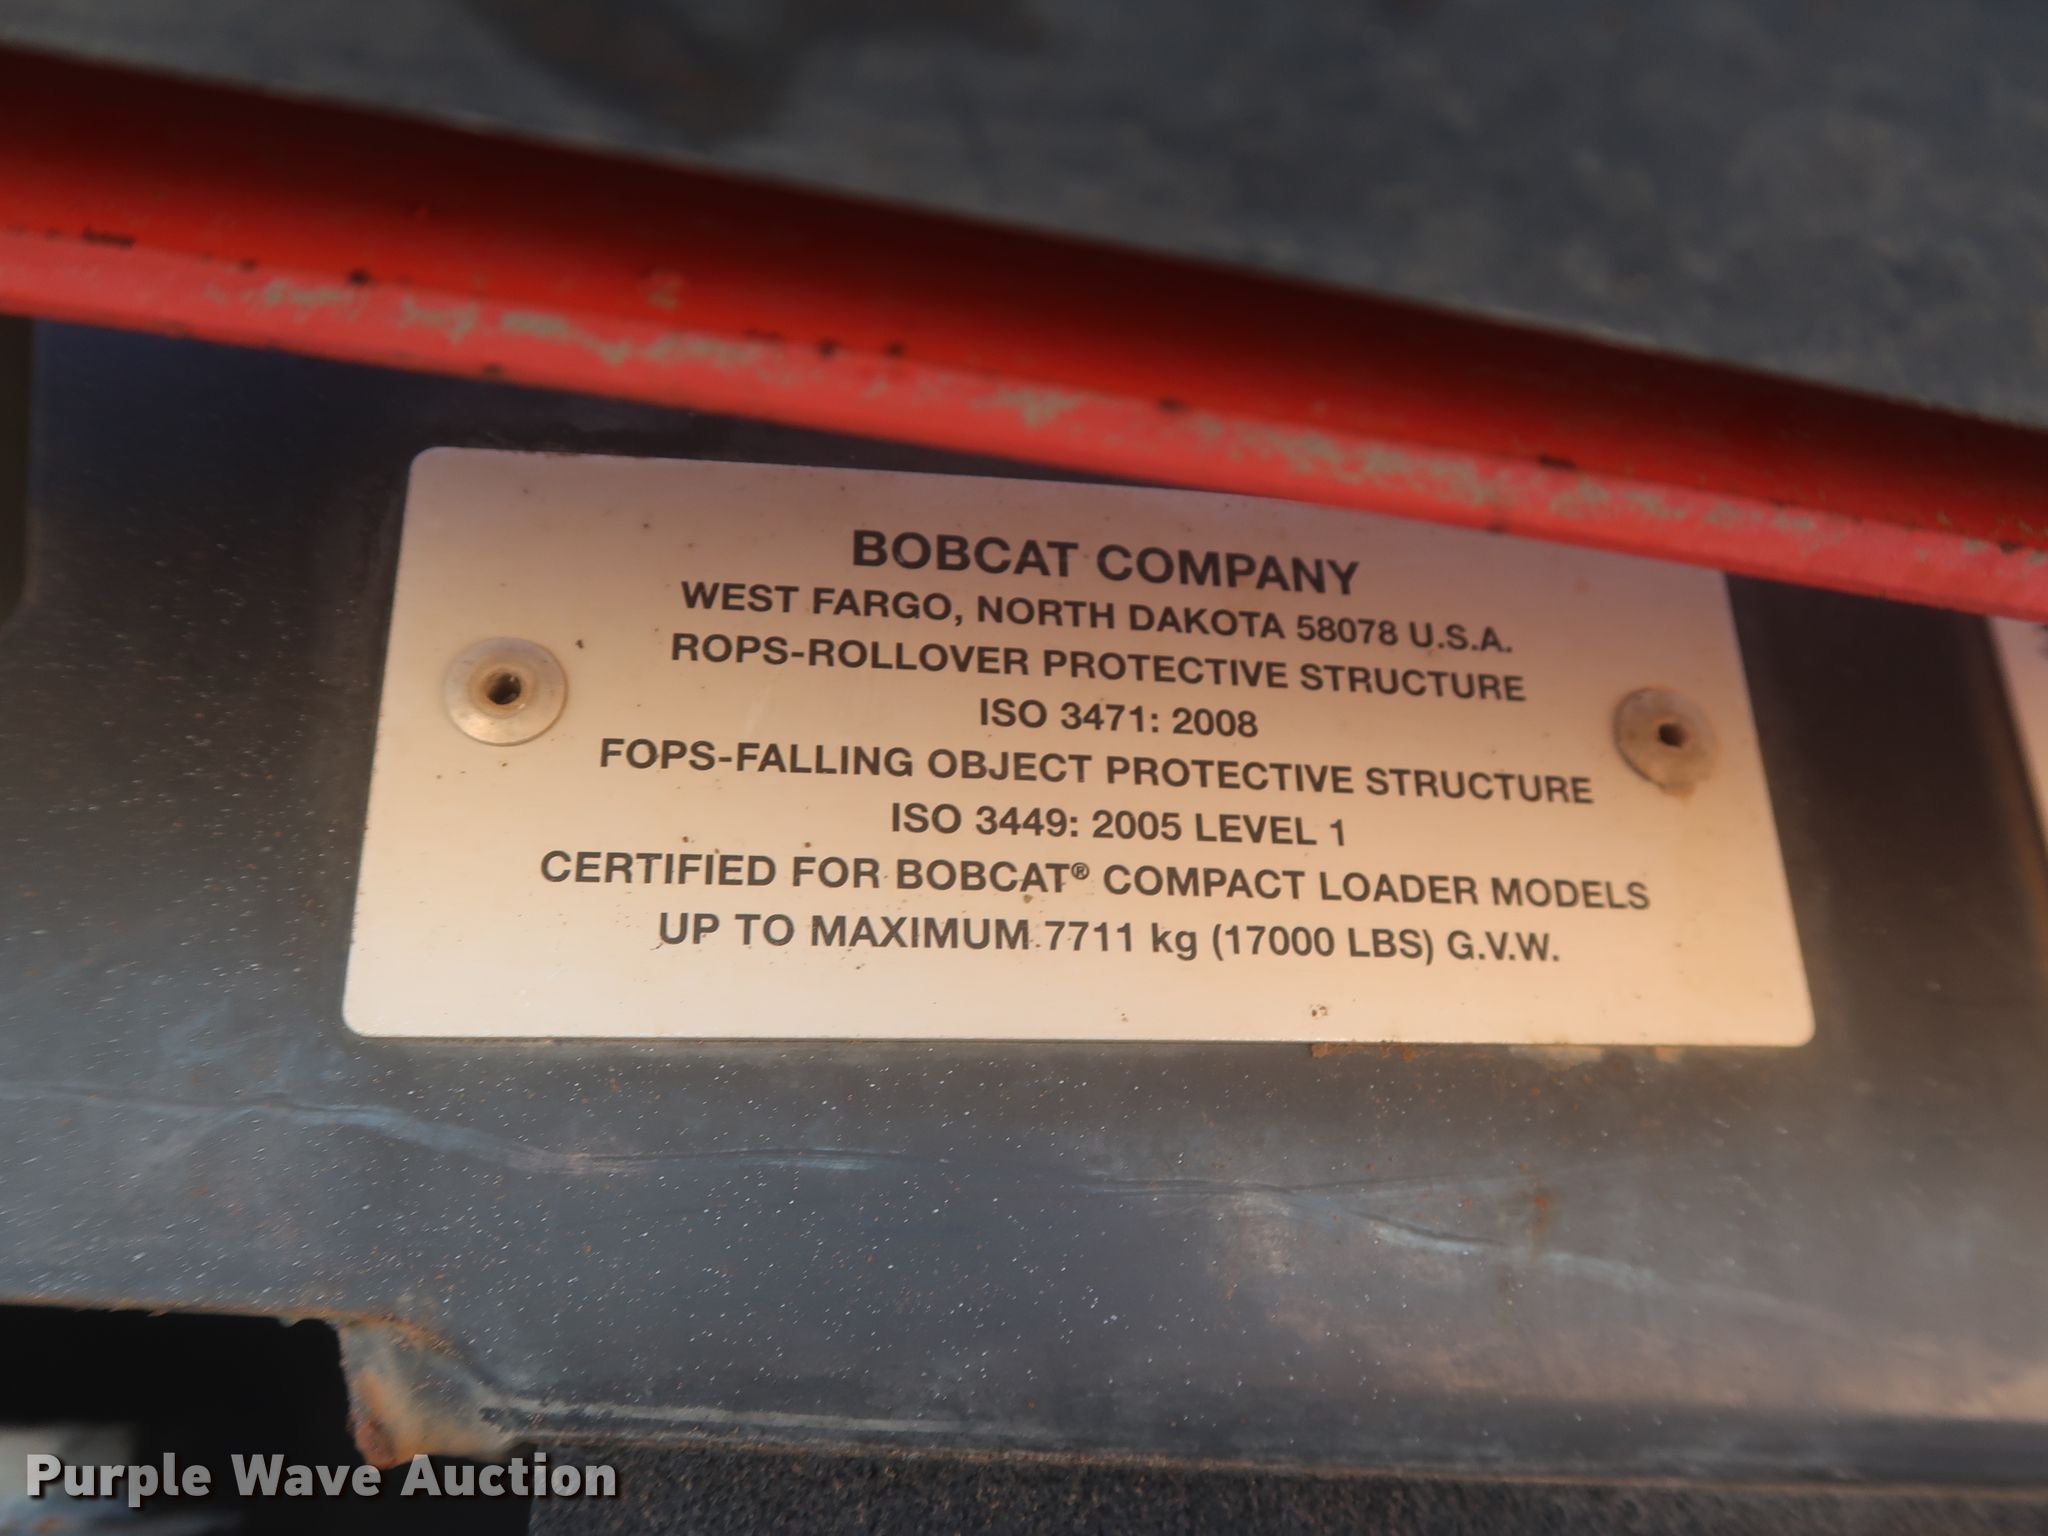 BOBCAT COMPANY
WEST FARGO, NORTH DAKOTA 58078 U.S.A.
ROPS-ROLLOVER PROTECTIVE STRUCTURE
ISO 3471: 2008
FOPS-FALLING OBJECT PROTECTIVE STRUCTURE
ISO 3449: 2005 LEVEL 1
CERTIFIED FOR BOBCAT® COMPACT LOADER MODELS
UP TO MAXIMUM 7711 kg (17000 LBS) G.V.W.
Purple Wave Auction